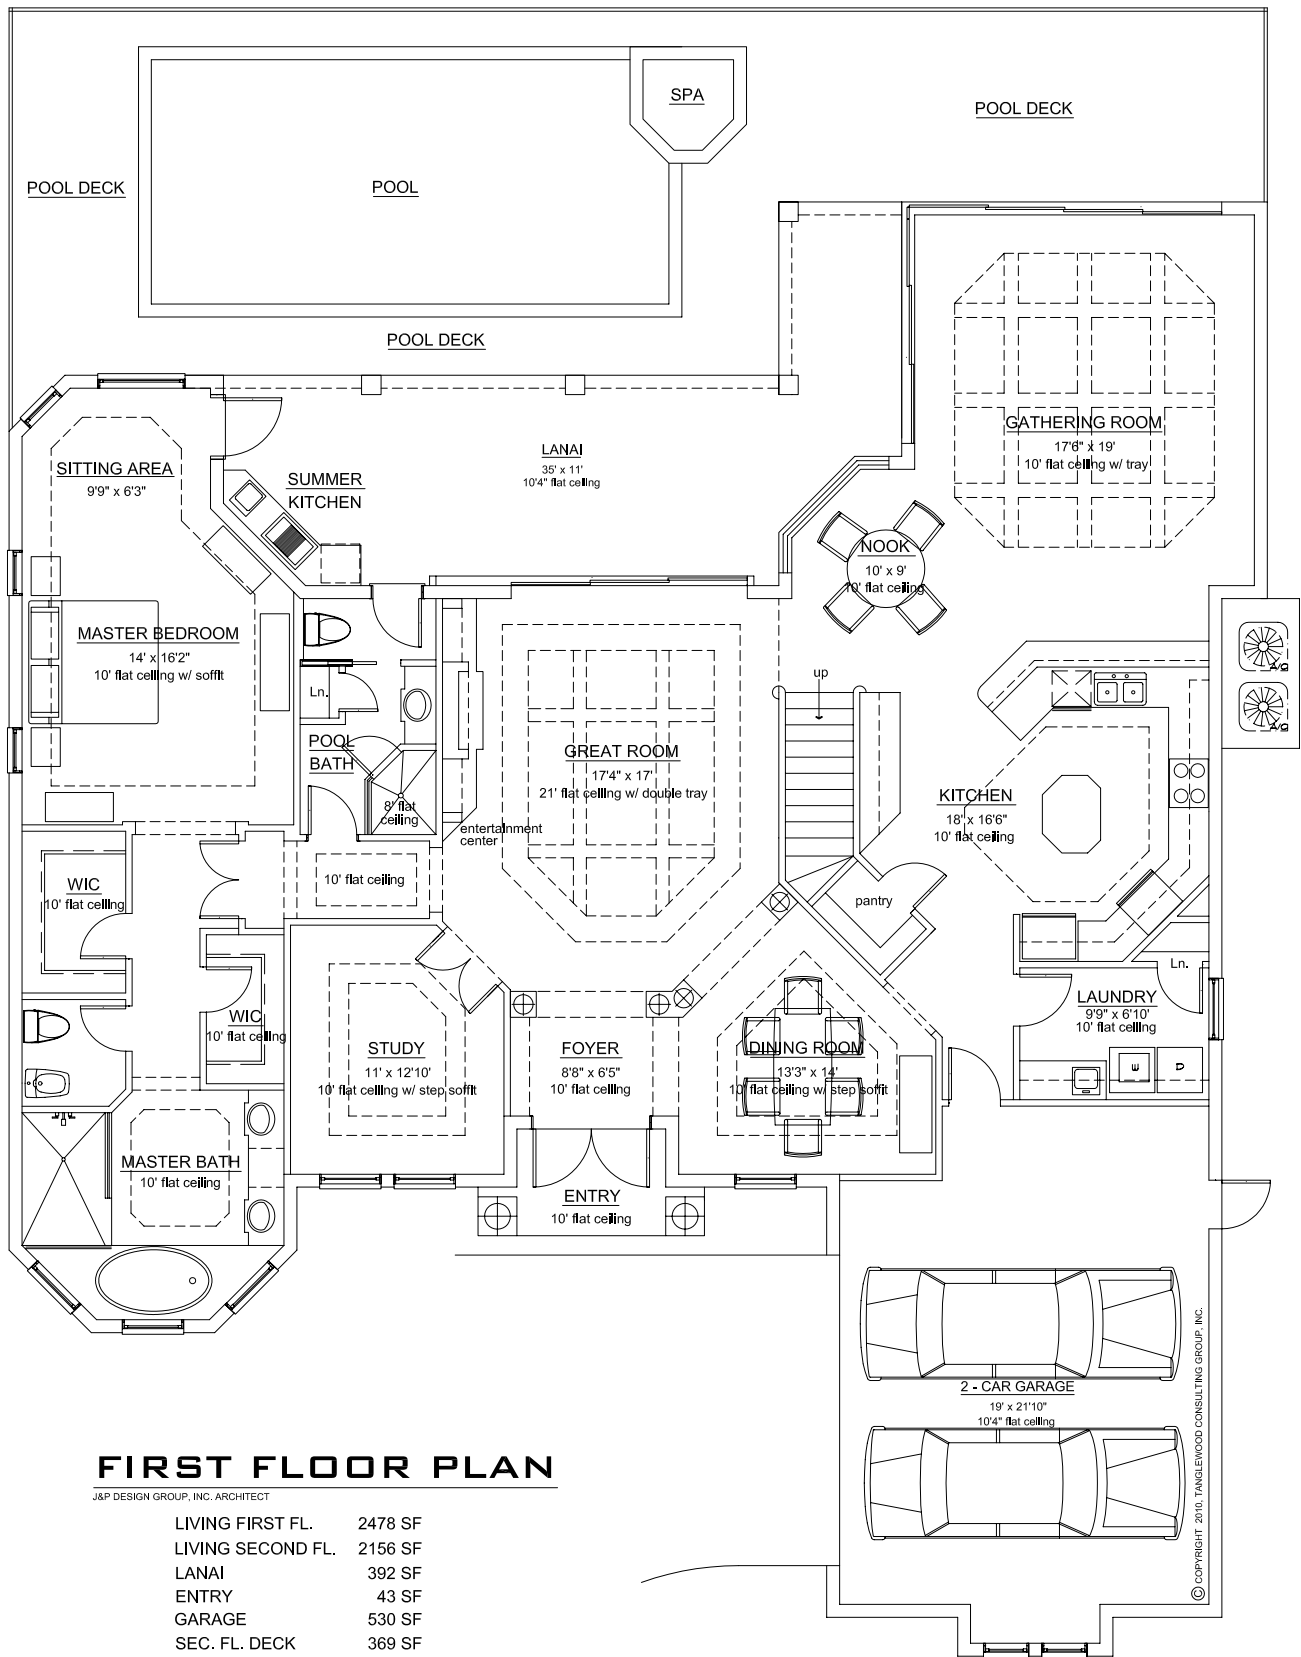 SPA
POOL DECK
POOL DECK
POOL
POOL DECK
GATHERING ROOM
17'6" x 19'
10' flat ceiling w/ tray
LANAI
35' x 11'
10'4" flat ceiling
SITTING AREA
9'9" x 6'3"
SUMMER
KITCHEN
NOOK
10' x 9'
10' flat ceiling
MASTER BEDROOM
14' x 16'2"
10' flat ceiling w/ soffit
Ln.
up
A/C
A/C
POOL
BATH
8' flat
ceiling
GREAT ROOM
17'4" x 17'
21' flat ceiling w/ double tray
entertainment
center
KITCHEN
18' x 16'6"
10' flat ceiling
WIC
10' flat ceiling
10' flat ceiling
pantry
Ln.
LAUNDRY
9'9" x 6'10"
10' flat ceiling
WIC
10' flat ceiling
STUDY
11' x 12'10'
10' flat ceiling w/ step soffit
FOYER
8'8" x 6'5"
10' flat ceiling
DINING ROOM
13'3" x 14'
10' flat ceiling w/ step soffit
D
MASTER BATH
10' flat ceiling
ENTRY
10' flat ceiling
2 - CAR GARAGE
19' x 21'10"
10'4" flat ceiling
© COPYRIGHT 2010, TANGLEWOOD CONSULTING GROUP, INC.
FIRST FLOOR PLAN
J&P DESIGN GROUP, INC. ARCHITECT
LIVING FIRST FL. 2478 SF
LIVING SECOND FL. 2156 SF
LANAI 392 SF
ENTRY 43 SF
GARAGE 530 SF
SEC. FL. DECK 369 SF